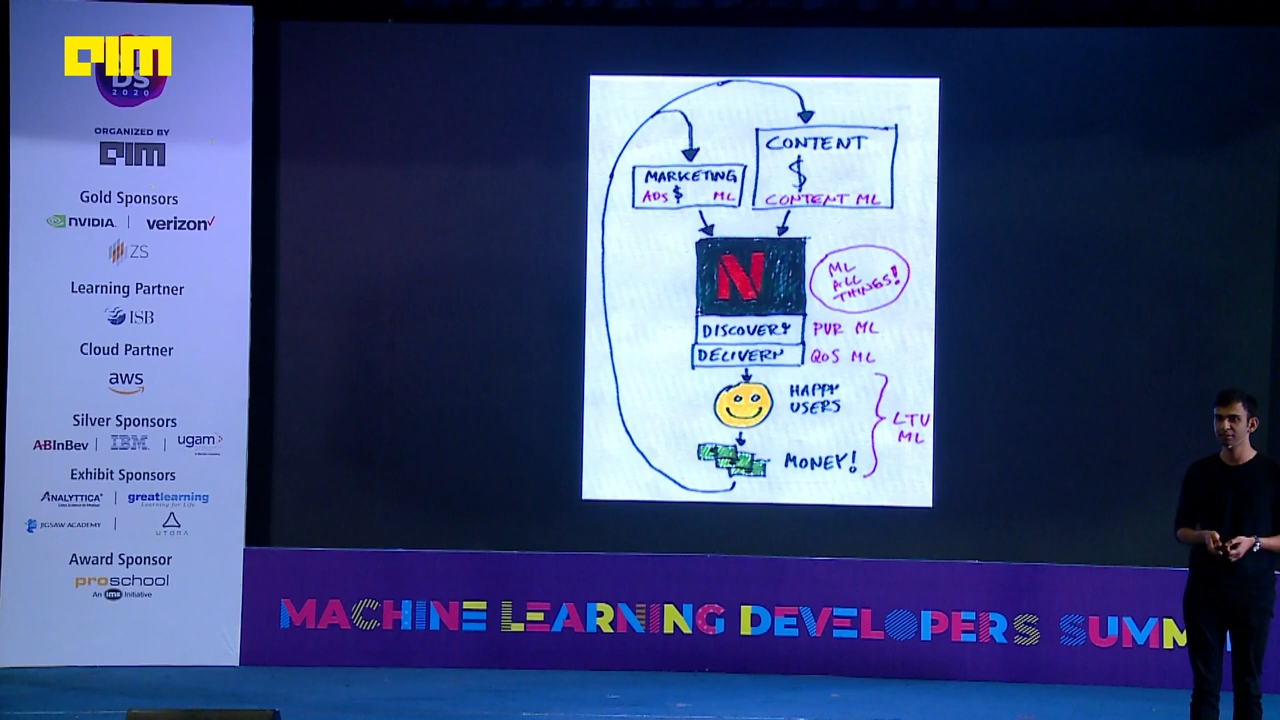 AIM
DS
2020
ORGANIZED BY
AIM
Gold Sponsors
NVIDIA.
verizon
ZS
Learning Partner
ISB
Cloud Partner
aws
Silver Sponsors
ABInBev
IBM
ugam
Exhibit Sponsors
ANALYTTICA
greatlearning
Learning for Life
JIGSAW ACADEMY
UTORA
Award Sponsor
proschool
An ims Initiative
CONTENT
$
CONTENT ML
MARKETING
ADS $ ML
N
ML
ALL
THINGS!
DISCOVERY PVR ML
DELIVERY QOS ML
HAPPY
USERS
LTV
ML
MONEY!
MACHINE LEARNING DEVELOPERS SUMM